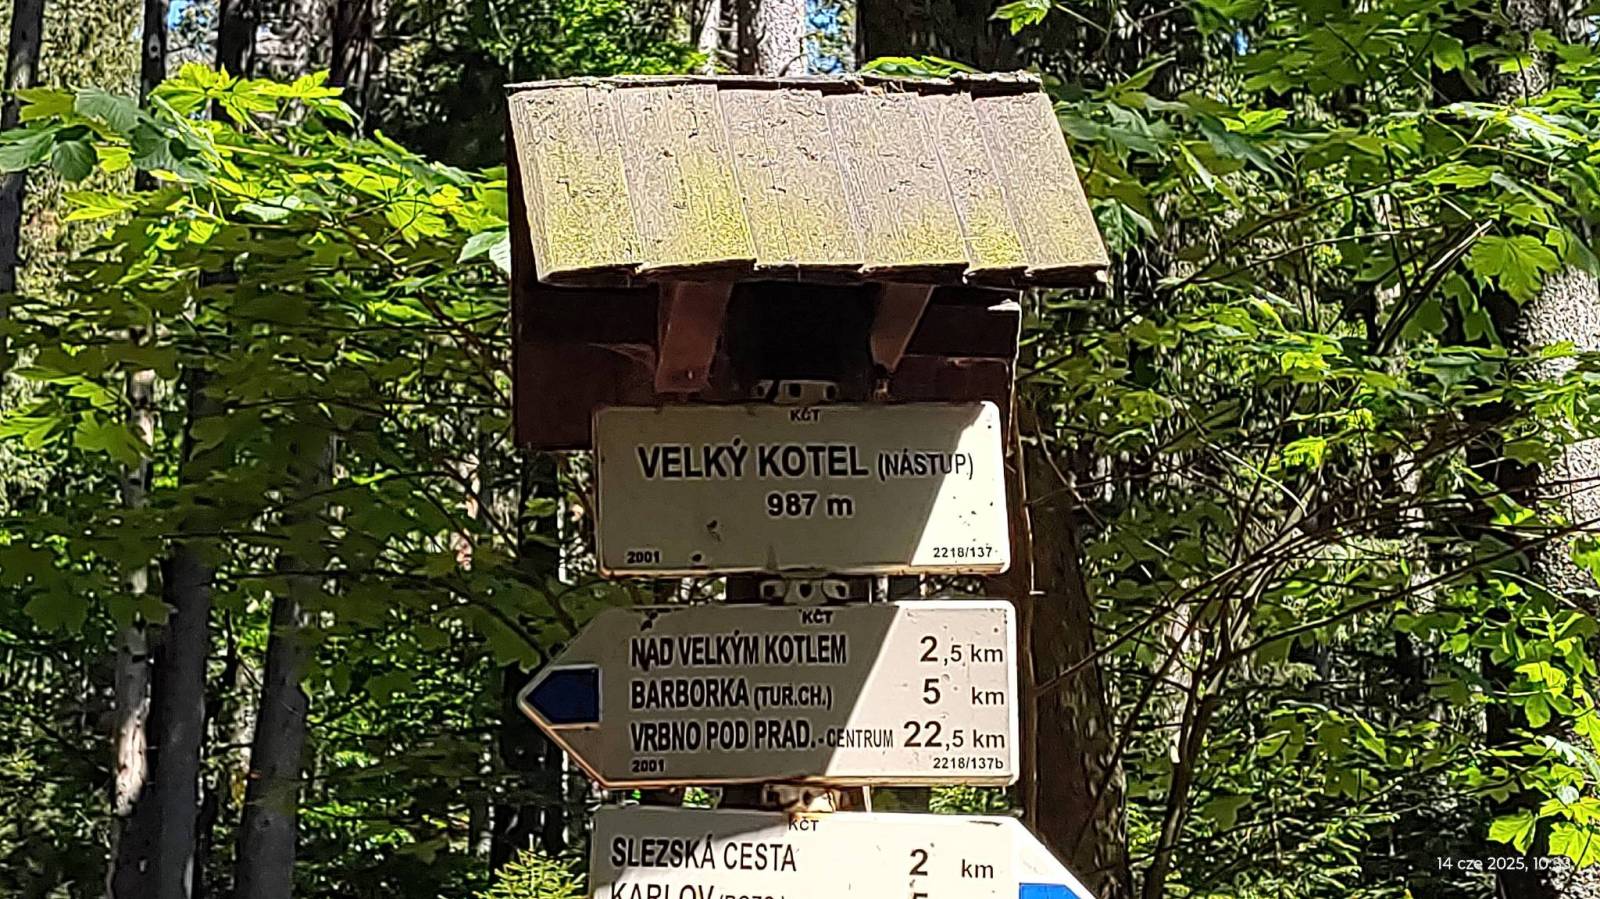 KČT
VELKÝ KOTEL (NÁSTUP)
987 m
2001 2218/137
KČT
NAD VELKÝM KOTLEM 2,5 km
BARBORKA (TUR.CH.) 5 km
VRBNO POD PRAD.-CENTRUM 22,5 km
2001 2218/137b
KČT
SLEZSKÁ CESTA 2 km
KARLOV
14 cze 2025,